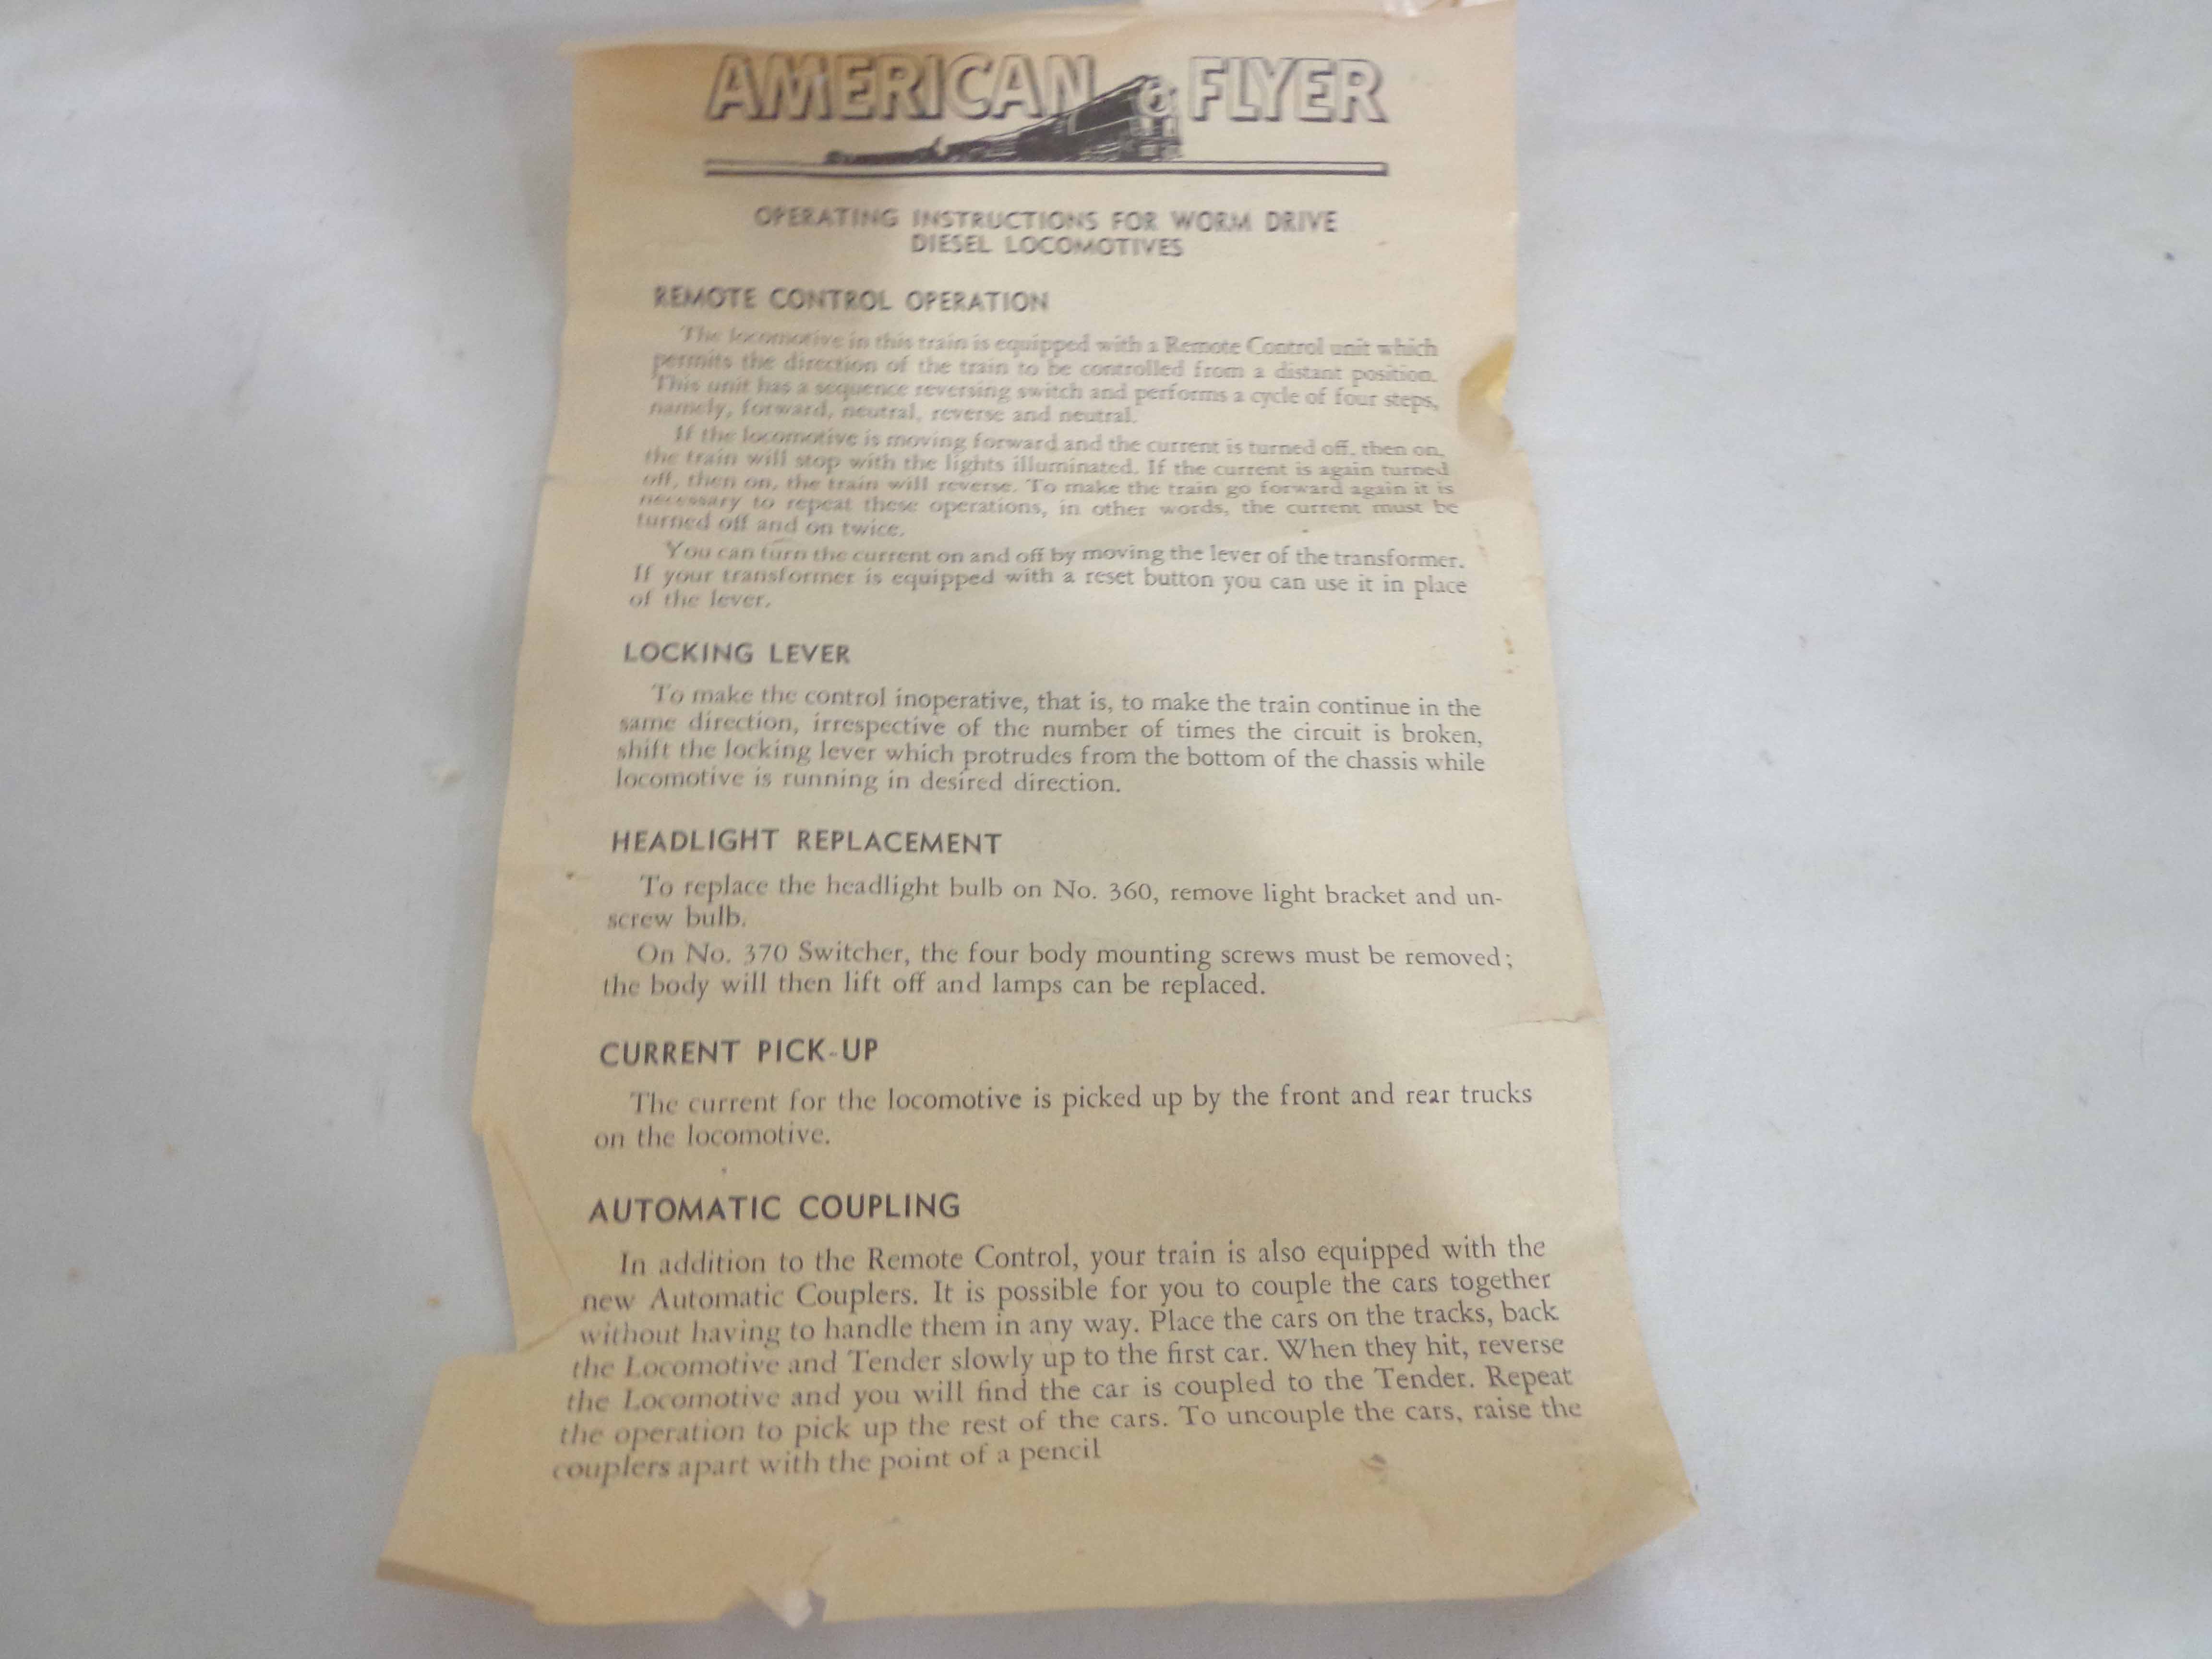 AMERICAN FLYER
OPERATING INSTRUCTIONS FOR WORM DRIVE
DIESEL LOCOMOTIVES
REMOTE CONTROL OPERATION
The locomotive in this train is equipped with a Remote Control unit which
permits the direction of the train to be controlled from a distant position.
This unit has a sequence reversing switch and performs a cycle of four steps,
namely, forward, neutral, reverse and neutral.
If the locomotive is moving forward and the current is turned off, then on,
the train will stop with the lights illuminated. If the current is again turned
off, then on, the train will reverse. To make the train go forward again it is
necessary to repeat these operations, in other words, the current must be
turned off and on twice.
You can turn the current on and off by moving the lever of the transformer.
If your transformer is equipped with a reset button you can use it in place
of the lever.
LOCKING LEVER
To make the control inoperative, that is, to make the train continue in the
same direction, irrespective of the number of times the circuit is broken,
shift the locking lever which protrudes from the bottom of the chassis while
locomotive is running in desired direction.
HEADLIGHT REPLACEMENT
To replace the headlight bulb on No. 360, remove light bracket and un-
screw bulb.
On No. 370 Switcher, the four body mounting screws must be removed;
the body will then lift off and lamps can be replaced.
CURRENT PICK-UP
The current for the locomotive is picked up by the front and rear trucks
on the locomotive.
AUTOMATIC COUPLING
In addition to the Remote Control, your train is also equipped with the
new Automatic Couplers. It is possible for you to couple the cars together
without having to handle them in any way. Place the cars on the tracks, back
the Locomotive and Tender slowly up to the first car. When they hit, reverse
the Locomotive and you will find the car is coupled to the Tender. Repeat
the operation to pick up the rest of the cars. To uncouple the cars, raise the
couplers apart with the point of a pencil